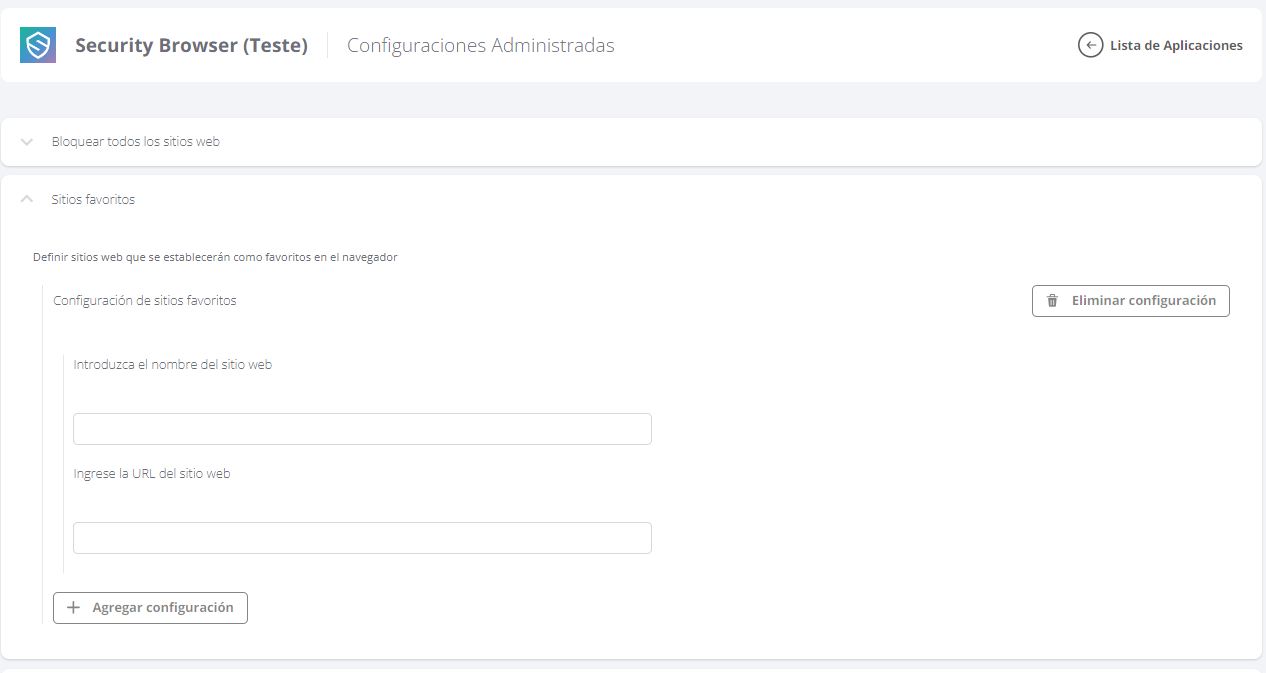 Security Browser (Teste)
Configuraciones Administradas
Lista de Aplicaciones
Bloquear todos los sitios web
Sitios favoritos
Definir sitios web que se establecerán como favoritos en el navegador
Configuración de sitios favoritos
Eliminar configuración
Introduzca el nombre del sitio web
Ingrese la URL del sitio web
Agregar configuración